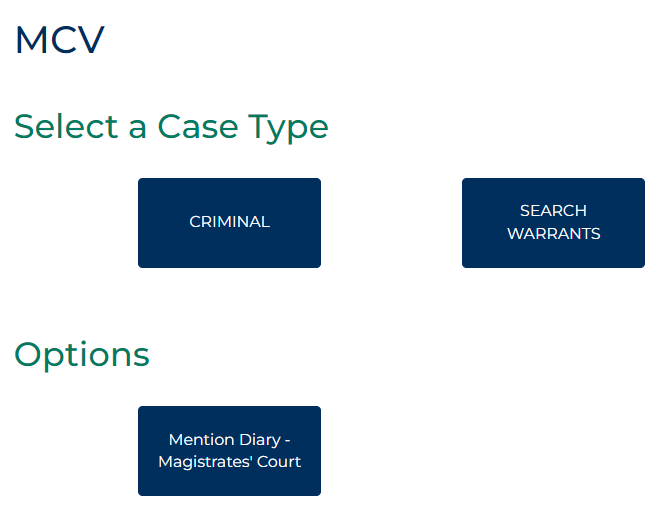 MCV
Select a Case Type
CRIMINAL
SEARCH
WARRANTS
Options
Mention Diary -
Magistrates' Court